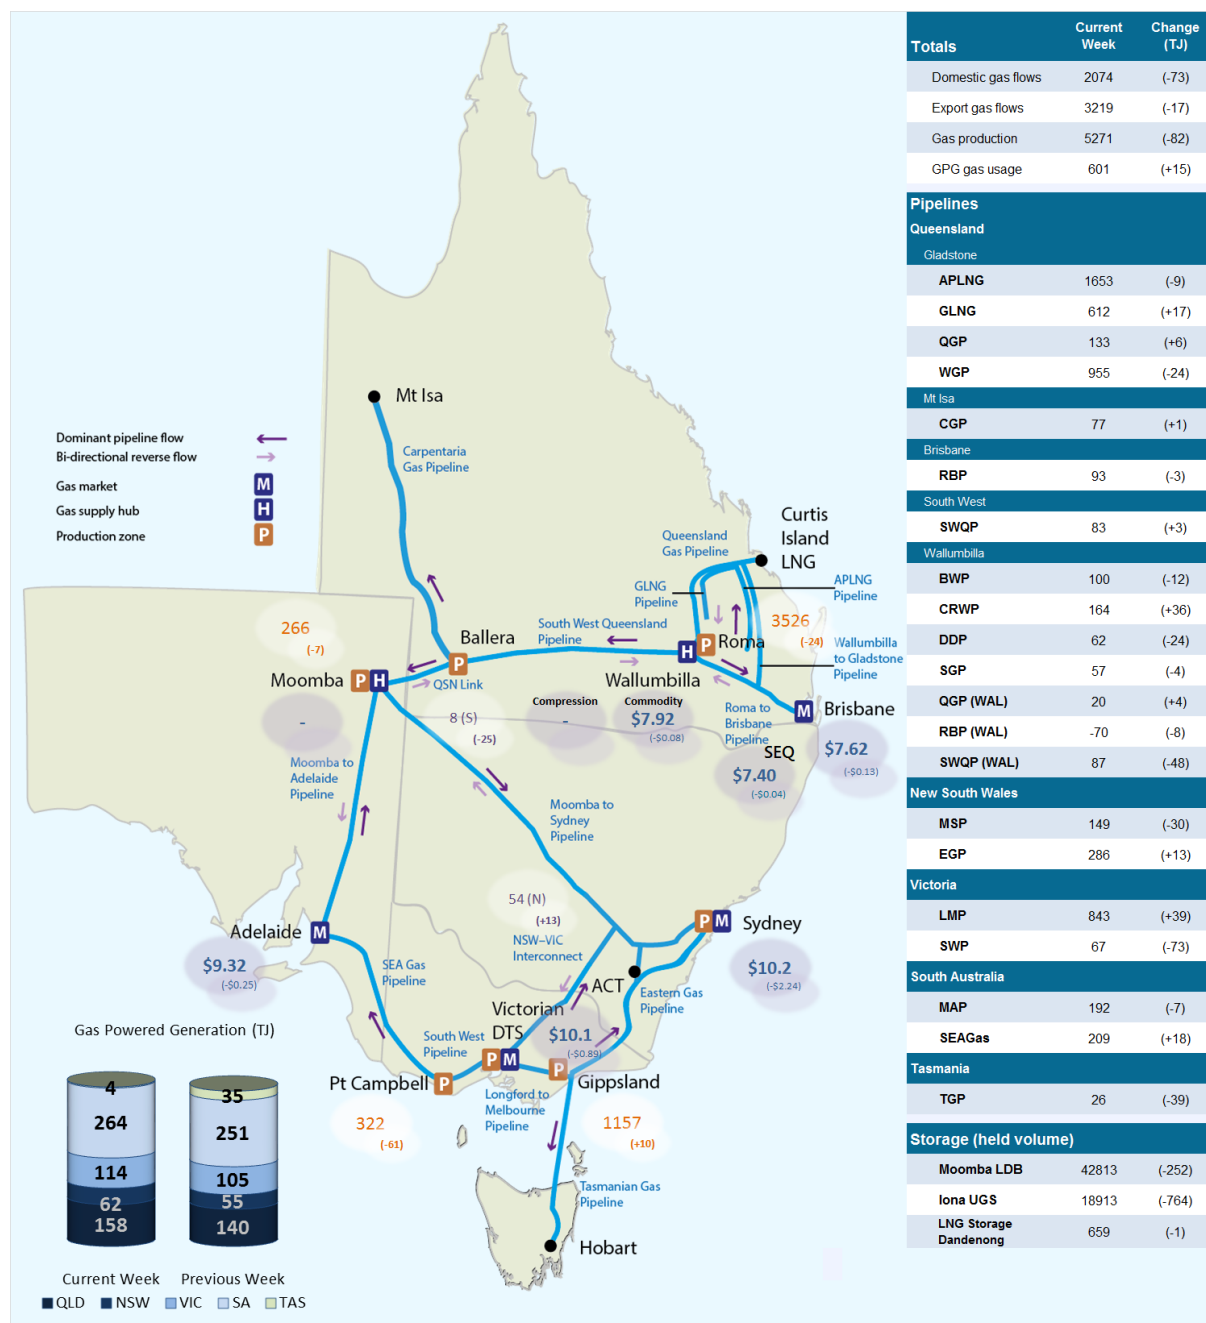 Mt Isa
Dominant pipeline flow
Bi-directional reverse flow
Gas market M
Gas supply hub H
Production zone P
Carpentaria
Gas Pipeline
Curtis
Island
LNG
Queensland
Gas Pipeline
GLNG
Pipeline
APLNG
Pipeline
266
(-7)
3526
(-24)
South West Queensland
Pipeline
Ballera
P
H P Roma
Wallumbilla
to Gladstone
Pipeline
Moomba P H
QSN Link
Wallumbilla
-
8 (S)
(-25)
Compression
-
Commodity
$7.92
(-$0.08)
Roma to
Brisbane
Pipeline
M Brisbane
SEQ
$7.40
(-$0.04)
$7.62
(-$0.13)
Moomba to
Adelaide
Pipeline
Moomba to
Sydney
Pipeline
54 (N)
(+13)
NSW-VIC
Interconnect
Adelaide M
$9.32
(-$0.25)
P M Sydney
$10.2
(-$2.24)
SEA Gas
Pipeline
ACT
Eastern Gas
Pipeline
Victorian
DTS
$10.1
(-$0.89)
South West
Pipeline
P M
P
Gippsland
Pt Campbell P
322
(-61)
Longford to
Melbourne
Pipeline
1157
(+10)
Tasmanian Gas
Pipeline
Hobart
Gas Powered Generation (TJ)
4
264
114
62
158
35
251
105
55
140
Current Week Previous Week
QLD NSW VIC SA TAS
Totals Current Week Change (TJ)
Domestic gas flows 2074 (-73)
Export gas flows 3219 (-17)
Gas production 5271 (-82)
GPG gas usage 601 (+15)
Pipelines
Queensland
Gladstone
APLNG 1653 (-9)
GLNG 612 (+17)
QGP 133 (+6)
WGP 955 (-24)
Mt Isa
CGP 77 (+1)
Brisbane
RBP 93 (-3)
South West
SWQP 83 (+3)
Wallumbilla
BWP 100 (-12)
CRWP 164 (+36)
DDP 62 (-24)
SGP 57 (-4)
QGP (WAL) 20 (+4)
RBP (WAL) -70 (-8)
SWQP (WAL) 87 (-48)
New South Wales
MSP 149 (-30)
EGP 286 (+13)
Victoria
LMP 843 (+39)
SWP 67 (-73)
South Australia
MAP 192 (-7)
SEAGas 209 (+18)
Tasmania
TGP 26 (-39)
Storage (held volume)
Moomba LDB 42813 (-252)
Iona UGS 18913 (-764)
LNG Storage
Dandenong 659 (-1)